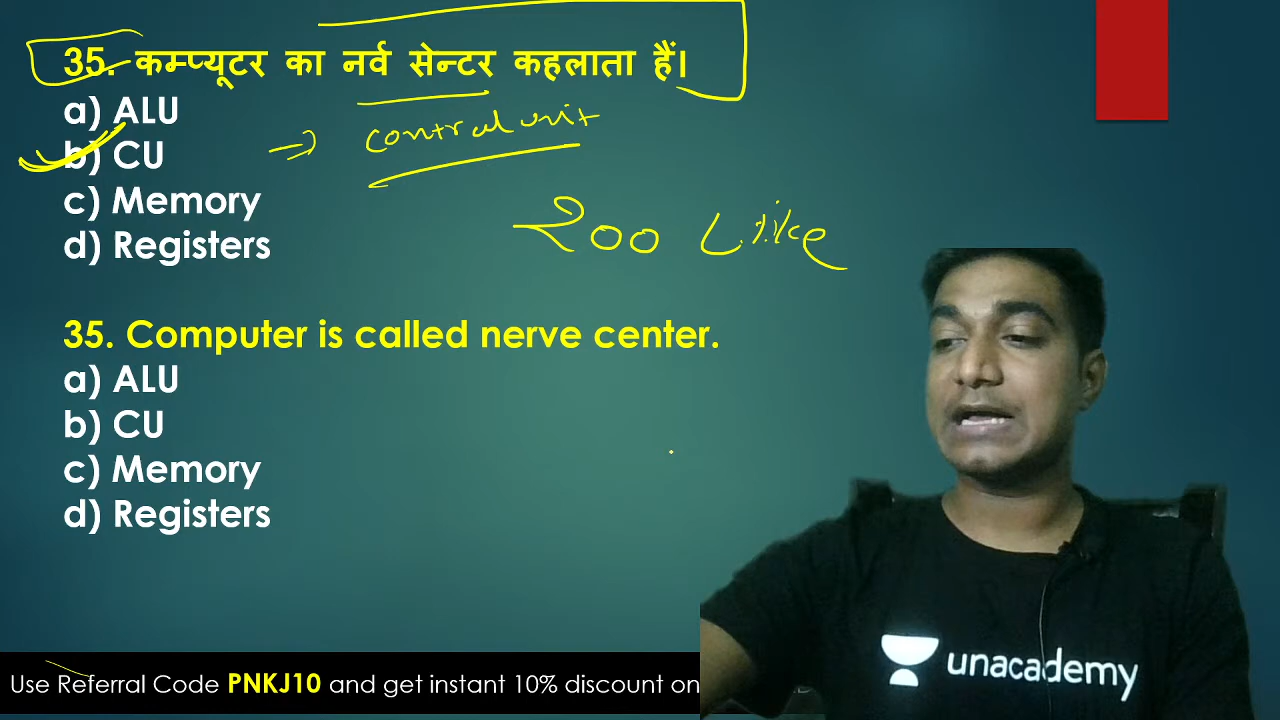 35. कम्प्यूटर का नर्व सेन्टर कहलाता हैं।
a) ALU
b) CU
⇒ control unit
c) Memory
d) Registers
200 Like
35. Computer is called nerve center.
a) ALU
b) CU
c) Memory
d) Registers
unacademy
Use Referral Code PNKJ10 and get instant 10% discount on